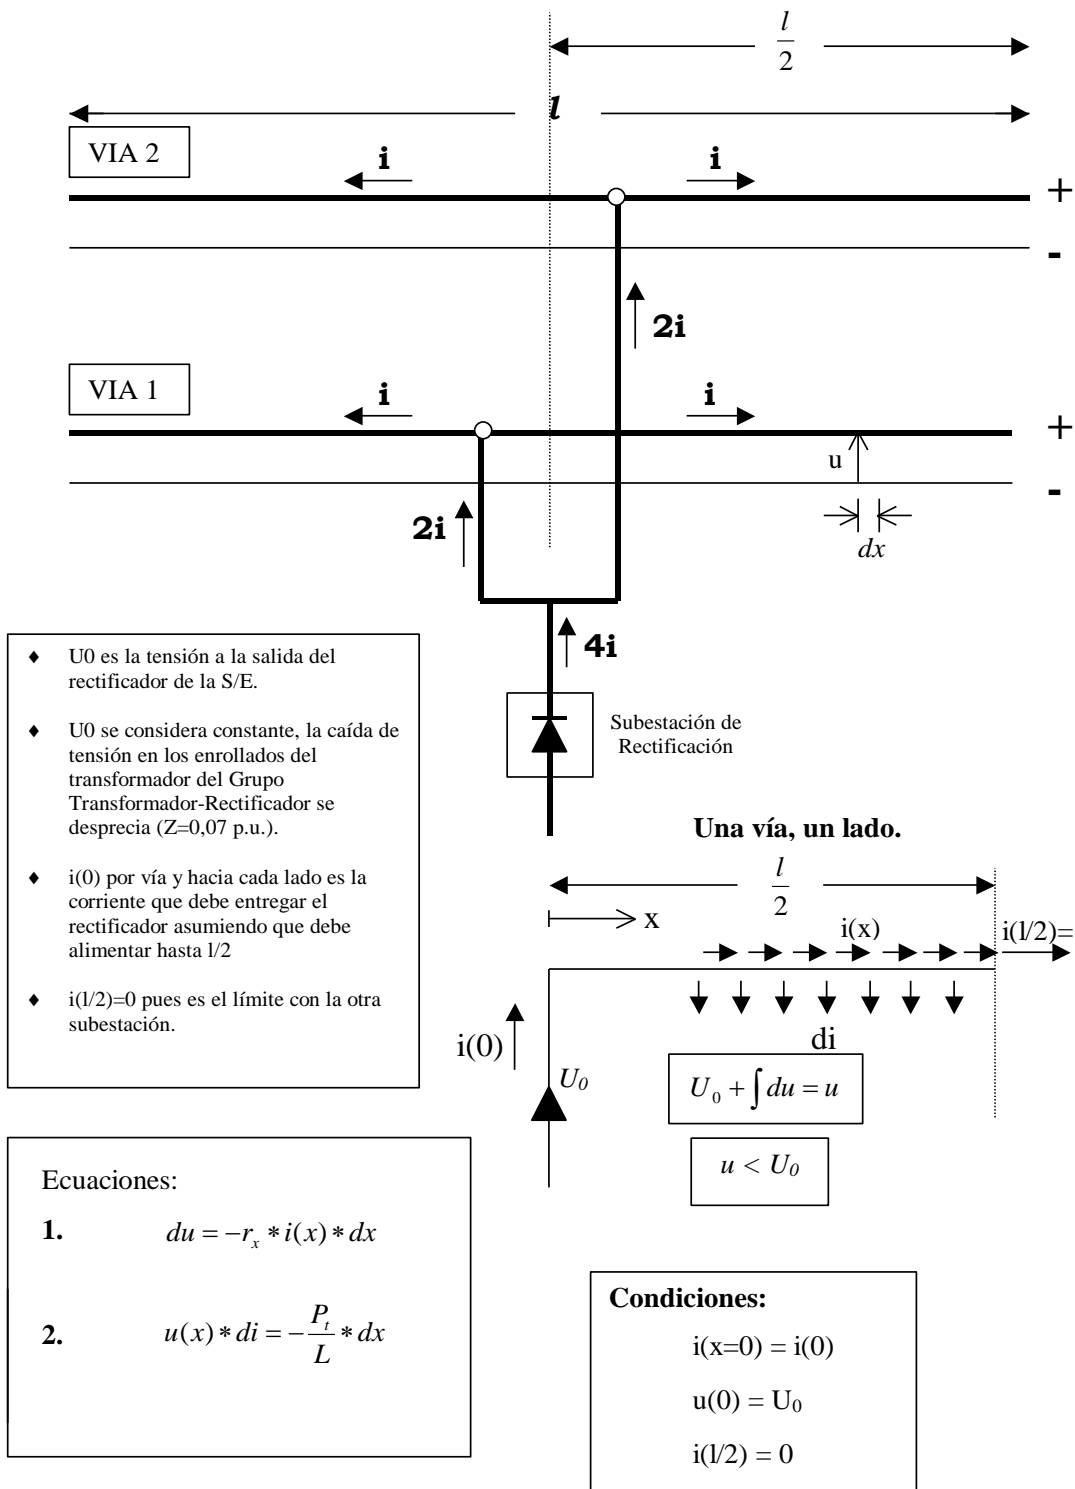 l/2
l
VIA 2
i i
+
-
2i
VIA 1
i i
+
u
-
2i
dx
4i
♦ U0 es la tensión a la salida del
rectificador de la S/E.
♦ U0 se considera constante, la caída de
tensión en los enrollados del
transformador del Grupo
Transformador-Rectificador se
desprecia (Z=0,07 p.u.).
♦ i(0) por vía y hacia cada lado es la
corriente que debe entregar el
rectificador asumiendo que debe
alimentar hasta l/2
♦ i(l/2)=0 pues es el límite con la otra
subestación.
Subestación de
Rectificación
Una vía, un lado.
l/2
x
i(x) i(l/2)=
di
i(0)
U₀
U₀ + ∫ du = u
u < U₀
Ecuaciones:
1. du = −rₓ * i(x) * dx
2. u(x) * di = − Pₜ/L * dx
Condiciones:
i(x=0) = i(0)
u(0) = U₀
i(l/2) = 0